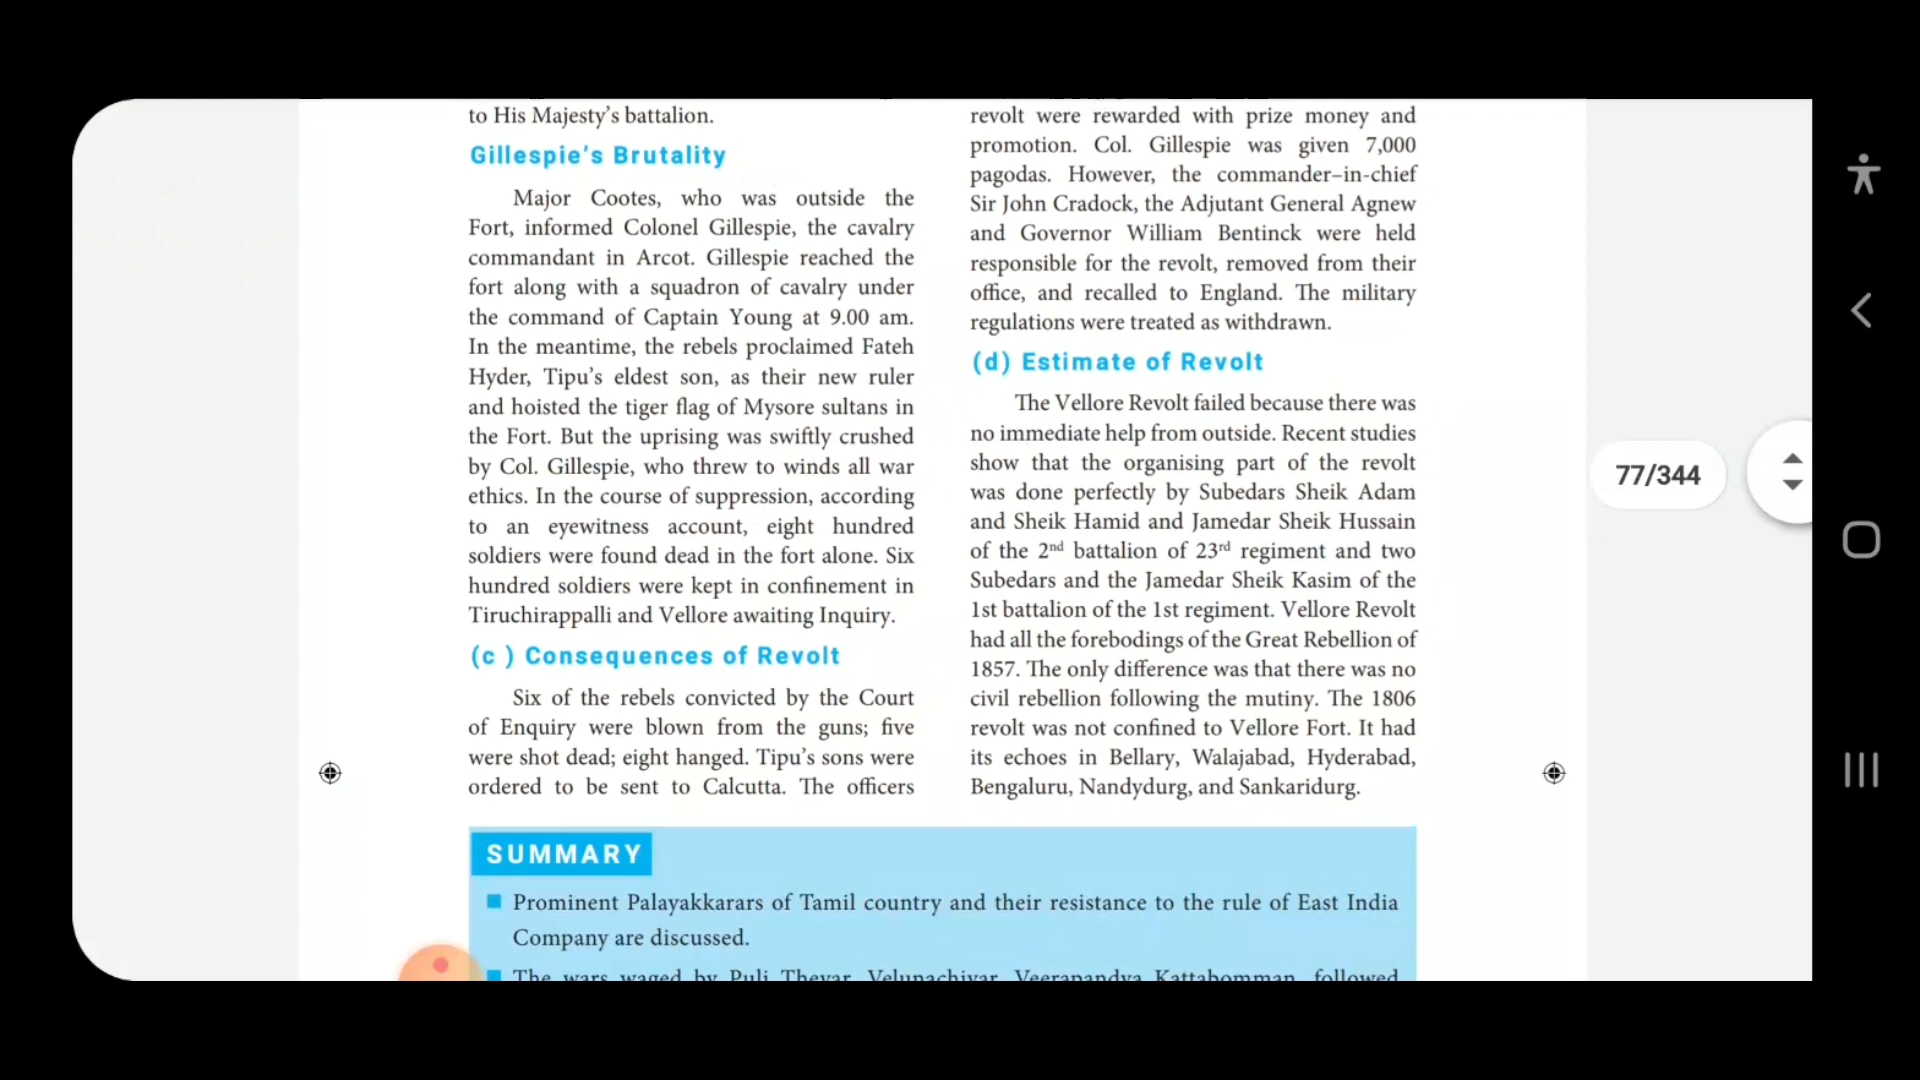 to His Majesty's battalion.
Gillespie's Brutality
Major Cootes, who was outside the
Fort, informed Colonel Gillespie, the cavalry
commandant in Arcot. Gillespie reached the
fort along with a squadron of cavalry under
the command of Captain Young at 9.00 am.
In the meantime, the rebels proclaimed Fateh
Hyder, Tipu's eldest son, as their new ruler
and hoisted the tiger flag of Mysore sultans in
the Fort. But the uprising was swiftly crushed
by Col. Gillespie, who threw to winds all war
ethics. In the course of suppression, according
to an eyewitness account, eight hundred
soldiers were found dead in the fort alone. Six
hundred soldiers were kept in confinement in
Tiruchirappalli and Vellore awaiting Inquiry.
(c ) Consequences of Revolt
Six of the rebels convicted by the Court
of Enquiry were blown from the guns; five
were shot dead; eight hanged. Tipu's sons were
ordered to be sent to Calcutta. The officers
revolt were rewarded with prize money and
promotion. Col. Gillespie was given 7,000
pagodas. However, the commander–in-chief
Sir John Cradock, the Adjutant General Agnew
and Governor William Bentinck were held
responsible for the revolt, removed from their
office, and recalled to England. The military
regulations were treated as withdrawn.
(d) Estimate of Revolt
The Vellore Revolt failed because there was
no immediate help from outside. Recent studies
show that the organising part of the revolt
was done perfectly by Subedars Sheik Adam
and Sheik Hamid and Jamedar Sheik Hussain
of the 2nd battalion of 23rd regiment and two
Subedars and the Jamedar Sheik Kasim of the
1st battalion of the 1st regiment. Vellore Revolt
had all the forebodings of the Great Rebellion of
1857. The only difference was that there was no
civil rebellion following the mutiny. The 1806
revolt was not confined to Vellore Fort. It had
its echoes in Bellary, Walajabad, Hyderabad,
Bengaluru, Nandydurg, and Sankaridurg.
77/344
SUMMARY
Prominent Palayakkarars of Tamil country and their resistance to the rule of East India
Company are discussed.
The wars waged by Puli Thevar, Velunachiyar, Veerapandya Kattabomman, followed